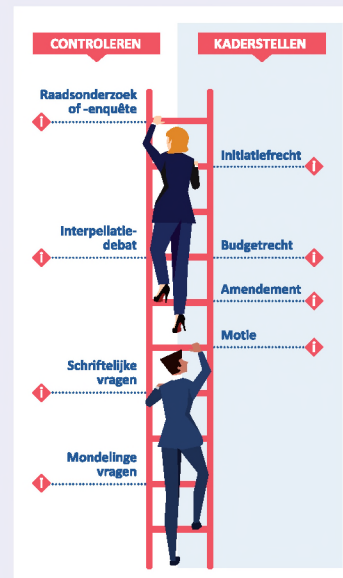 CONTROLEREN
KADERSTELLEN
Raadsonderzoek
of -enquête
Initiatiefrecht
Interpellatie-
debat
Budgetrecht
Amendement
Motie
Schriftelijke
vragen
Mondelinge
vragen